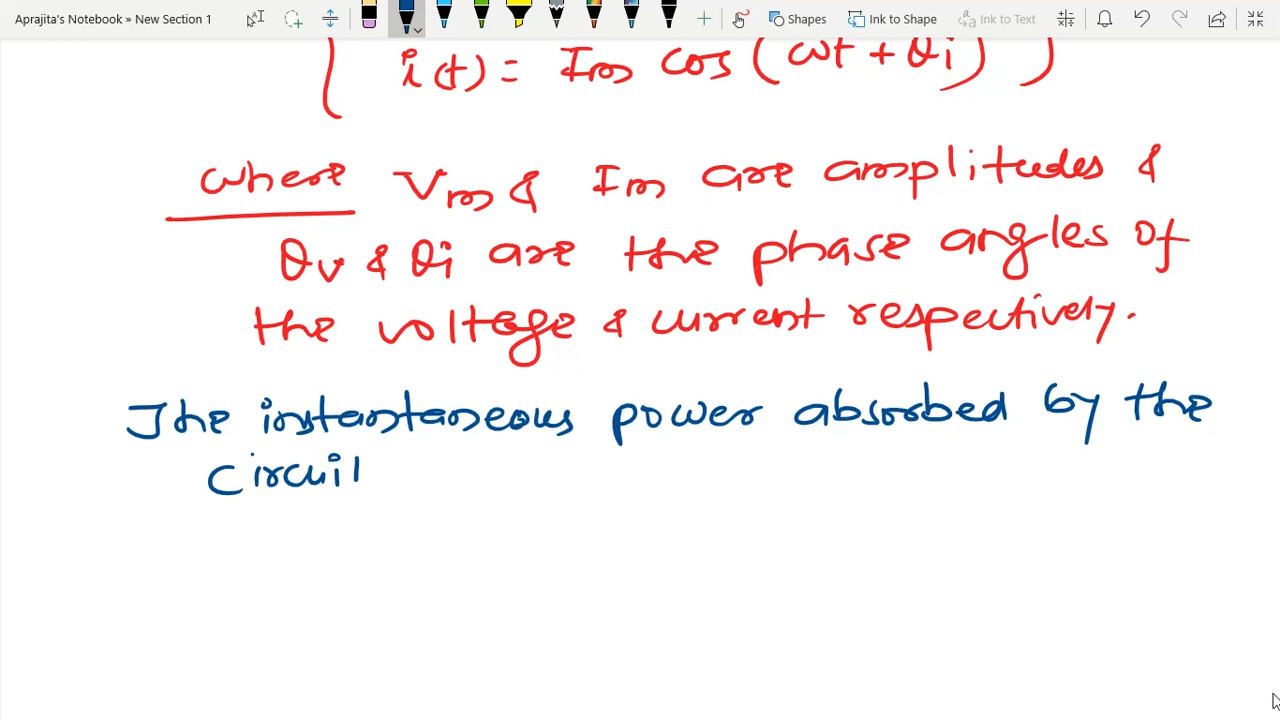 Aprajita's Notebook » New Section 1 Shapes Ink to Shape Ink to Text
i(t) = Im cos (ωt + θi)
where Vm & Im are amplitudes &
θv & θi are the phase angles of
the voltage & current respectively.
The instantaneous power absorbed by the
circuit